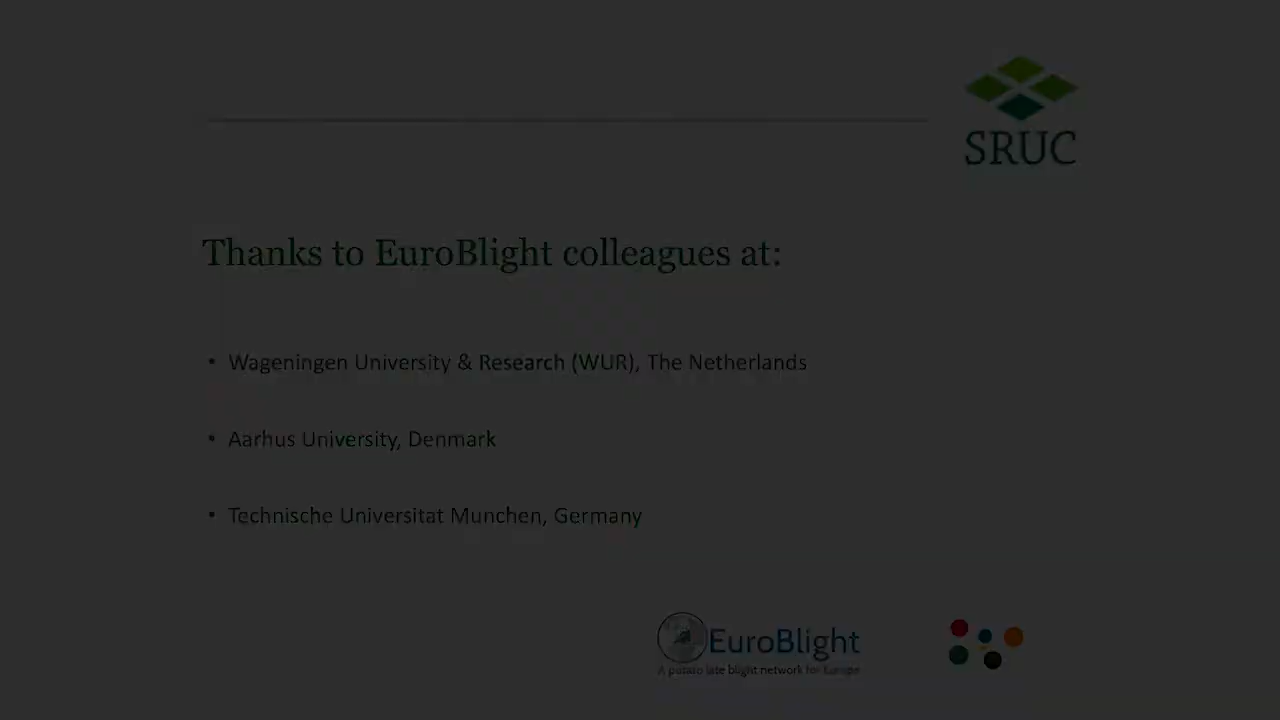 SRUC
Thanks to EuroBlight colleagues at:
• Wageningen University & Research (WUR), The Netherlands
• Aarhus University, Denmark
• Technische Universitat Munchen, Germany
EuroBlight
A potato late blight network for Europe